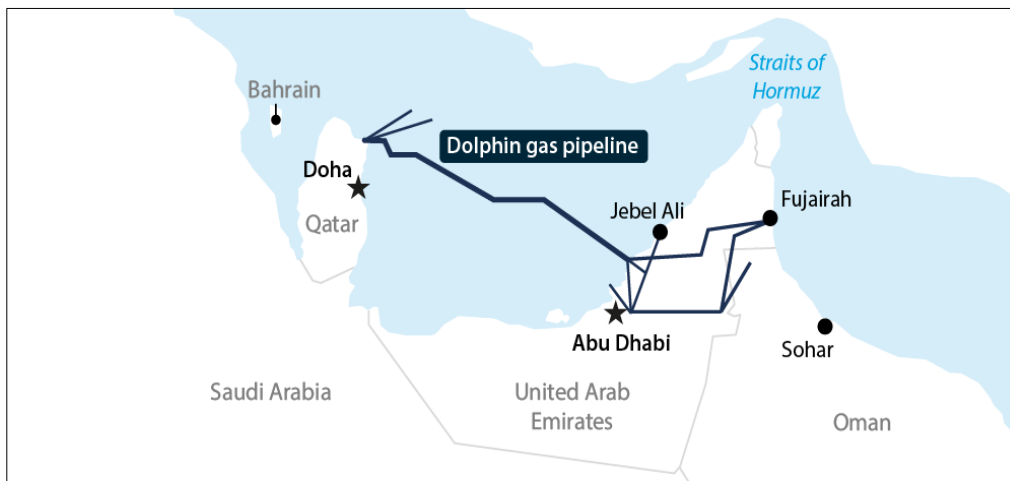 Straits of
Hormuz
Bahrain
Dolphin gas pipeline
Doha
Qatar
Jebel Ali
Fujairah
Abu Dhabi
Sohar
Saudi Arabia
United Arab
Emirates
Oman